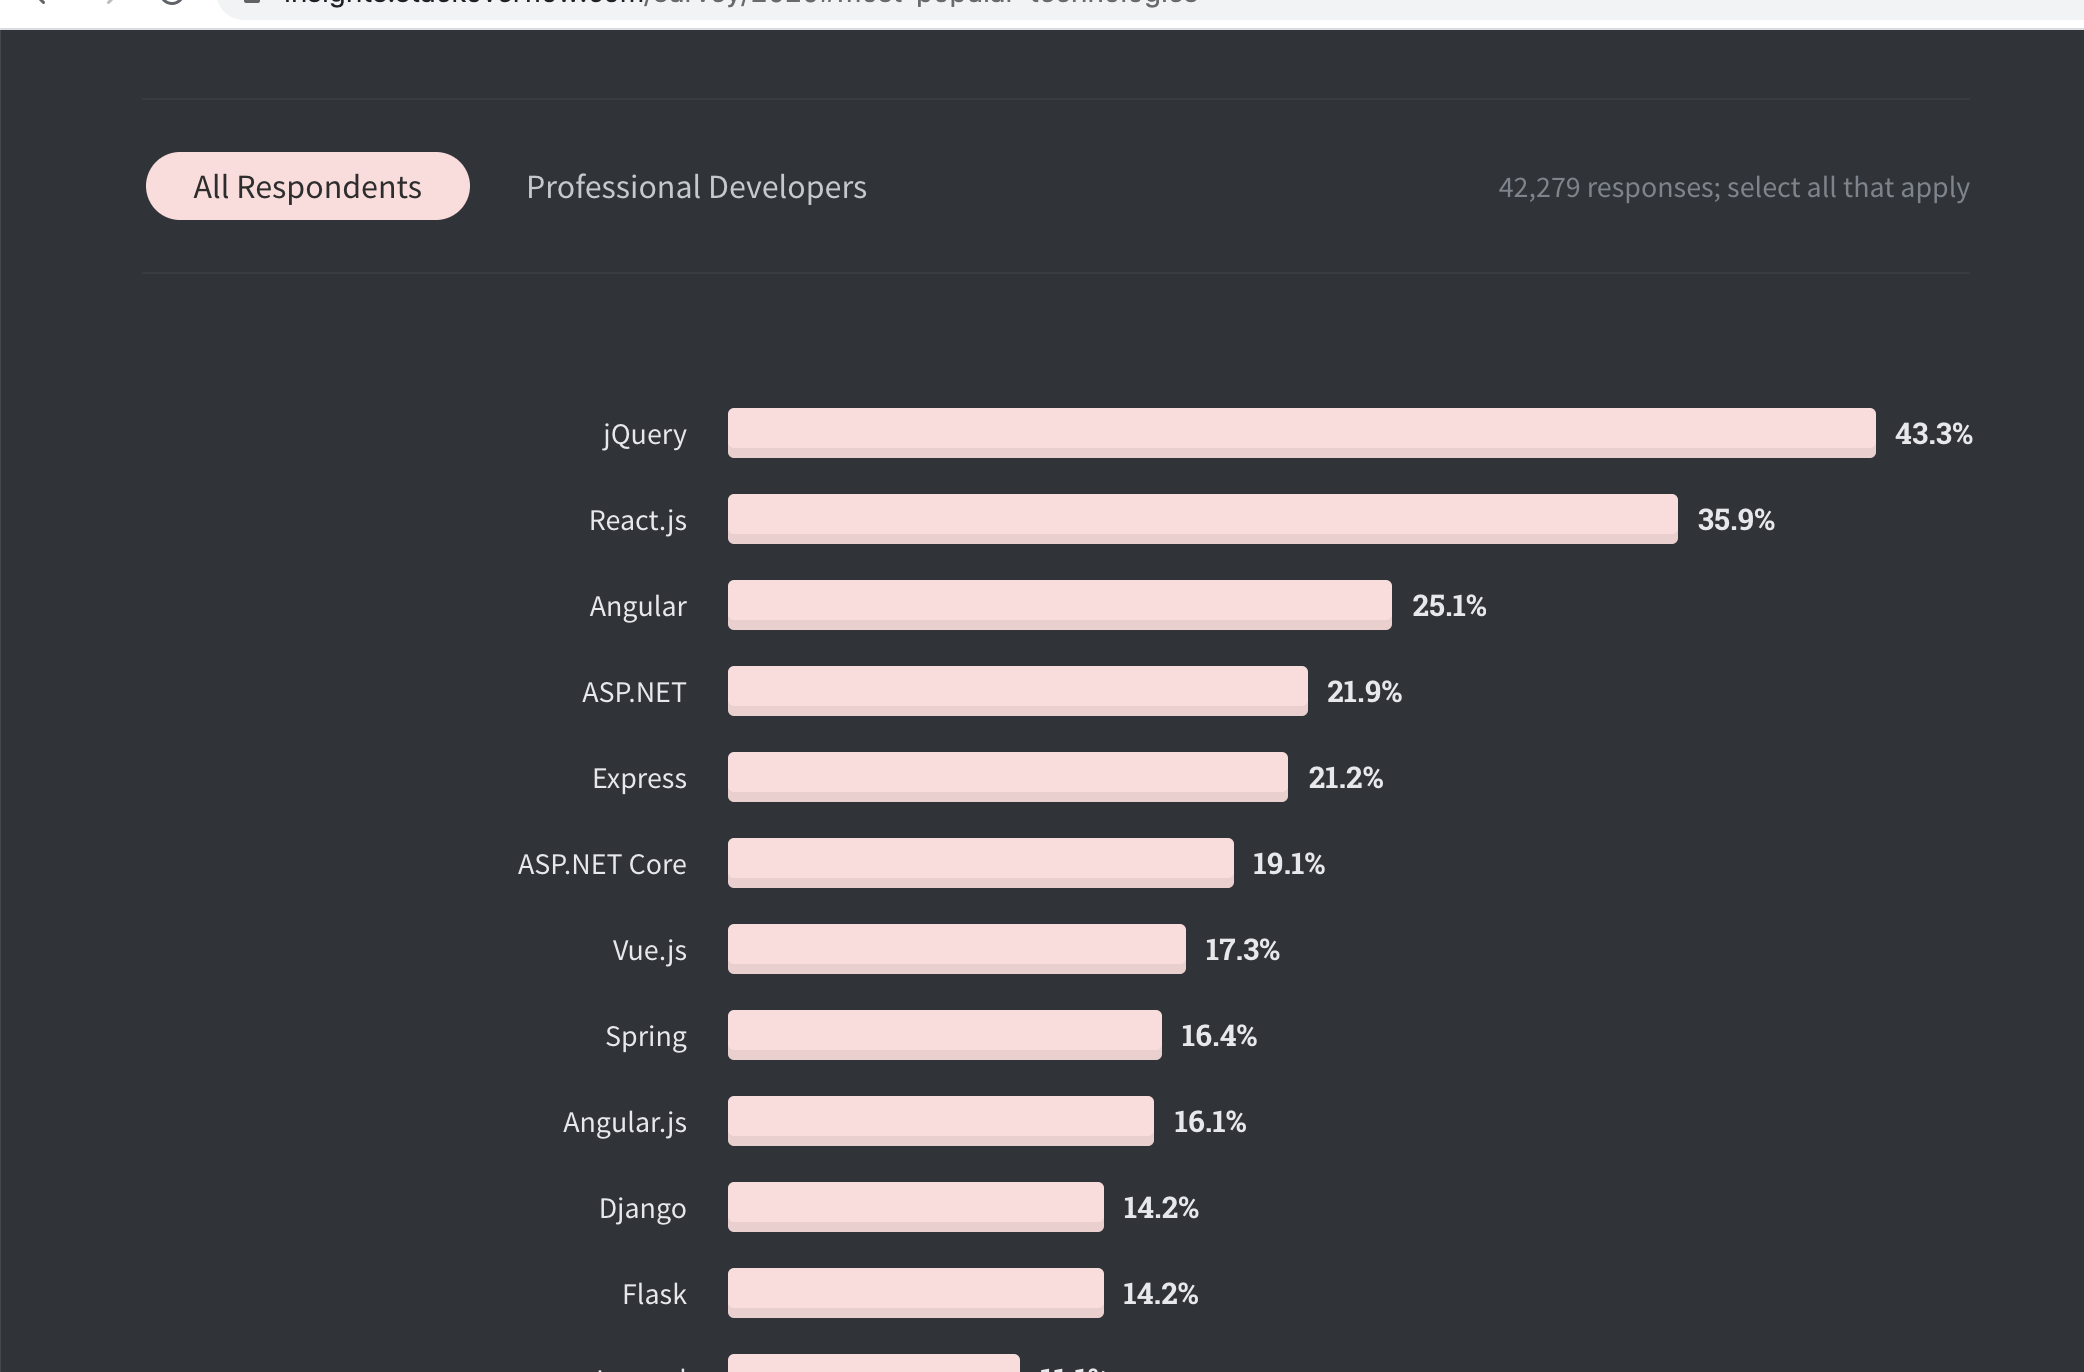 All Respondents
Professional Developers
42,279 responses; select all that apply
jQuery 43.3%
React.js 35.9%
Angular 25.1%
ASP.NET 21.9%
Express 21.2%
ASP.NET Core 19.1%
Vue.js 17.3%
Spring 16.4%
Angular.js 16.1%
Django 14.2%
Flask 14.2%